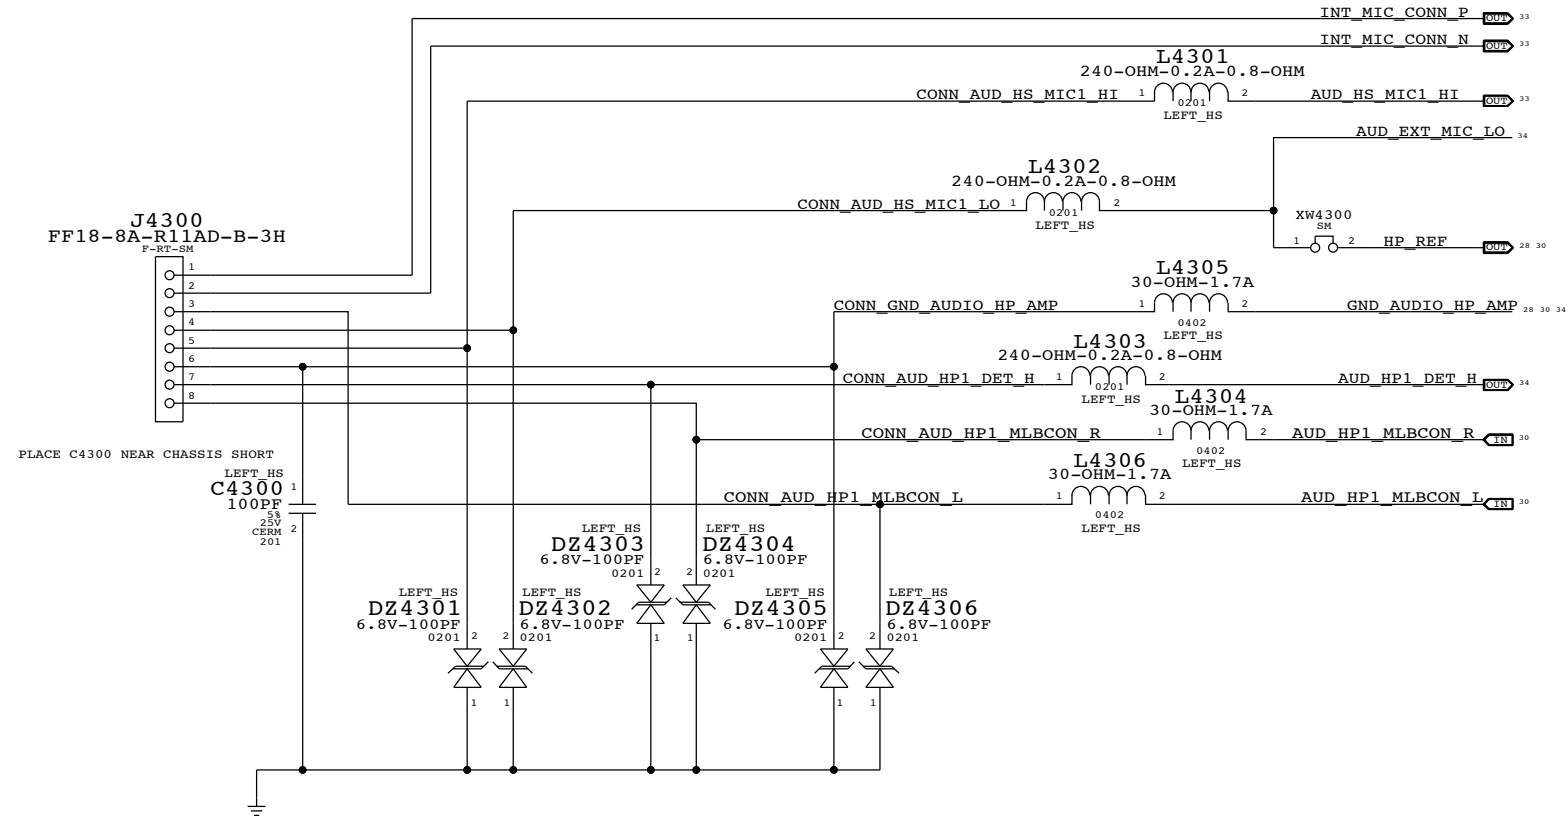 INT_MIC_CONN_P OUT 33
INT_MIC_CONN_N OUT 33
L4301
240-OHM-0.2A-0.8-OHM
CONN_AUD_HS_MIC1_HI 1 2 AUD_HS_MIC1_HI OUT 33
0201
LEFT_HS
AUD_EXT_MIC_LO 34
L4302
240-OHM-0.2A-0.8-OHM
CONN_AUD_HS_MIC1_LO 1 2
0201
LEFT_HS
XW4300
SM
1 2 HP_REF OUT 28 30
J4300
FF18-8A-R11AD-B-3H
F-RT-SM
1
2
3
4
5
6
7
8
L4305
30-OHM-1.7A
CONN_GND_AUDIO_HP_AMP 1 2 GND_AUDIO_HP_AMP 28 30 34
0402
LEFT_HS
L4303
240-OHM-0.2A-0.8-OHM
CONN_AUD_HP1_DET_H 1 2 AUD_HP1_DET_H OUT 34
0201
LEFT_HS
L4304
30-OHM-1.7A
CONN_AUD_HP1_MLBCON_R 1 2 AUD_HP1_MLBCON_R IN 30
0402
LEFT_HS
L4306
30-OHM-1.7A
CONN_AUD_HP1_MLBCON_L 1 2 AUD_HP1_MLBCON_L IN 30
0402
LEFT_HS
PLACE C4300 NEAR CHASSIS SHORT
LEFT_HS
C4300 1
100PF
5%
25V
CERM 2
201
LEFT_HS
DZ4303
6.8V-100PF
0201 2
1
LEFT_HS
DZ4304
6.8V-100PF
2 0201
1
LEFT_HS
DZ4301
6.8V-100PF
0201 2
1
LEFT_HS
DZ4302
6.8V-100PF
2 0201
1
LEFT_HS
DZ4305
6.8V-100PF
0201 2
1
LEFT_HS
DZ4306
6.8V-100PF
2 0201
1